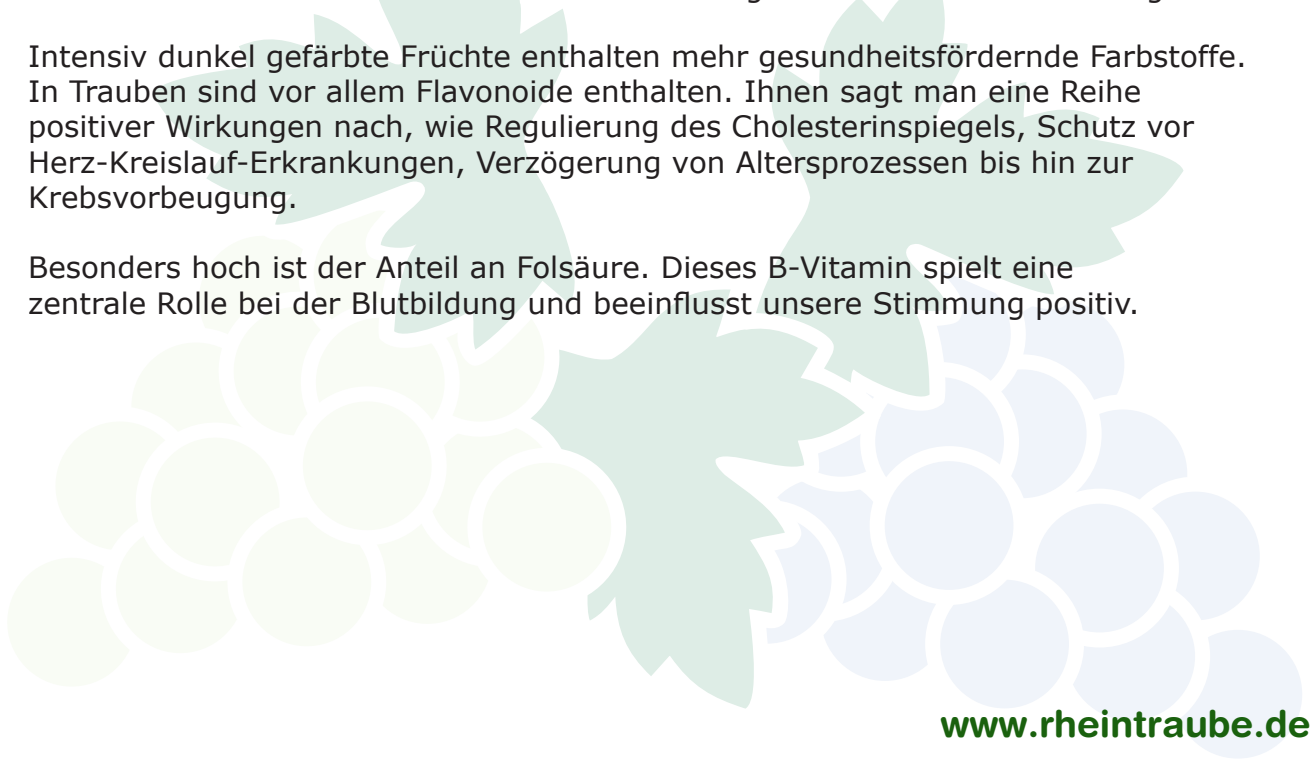 Intensiv dunkel gefärbte Früchte enthalten mehr gesundheitsfördernde Farbstoffe.
In Trauben sind vor allem Flavonoide enthalten. Ihnen sagt man eine Reihe
positiver Wirkungen nach, wie Regulierung des Cholesterinspiegels, Schutz vor
Herz-Kreislauf-Erkrankungen, Verzögerung von Altersprozessen bis hin zur
Krebsvorbeugung.
Besonders hoch ist der Anteil an Folsäure. Dieses B-Vitamin spielt eine
zentrale Rolle bei der Blutbildung und beeinflusst unsere Stimmung positiv.
www.rheintraube.de